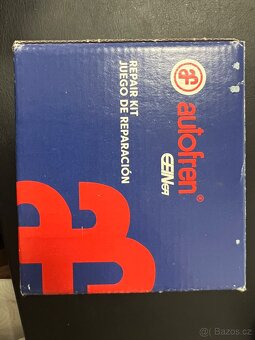 autofren®
SEINSA
REPAIR KIT
JUEGO DE REPARACIÓN
Bazos.cz